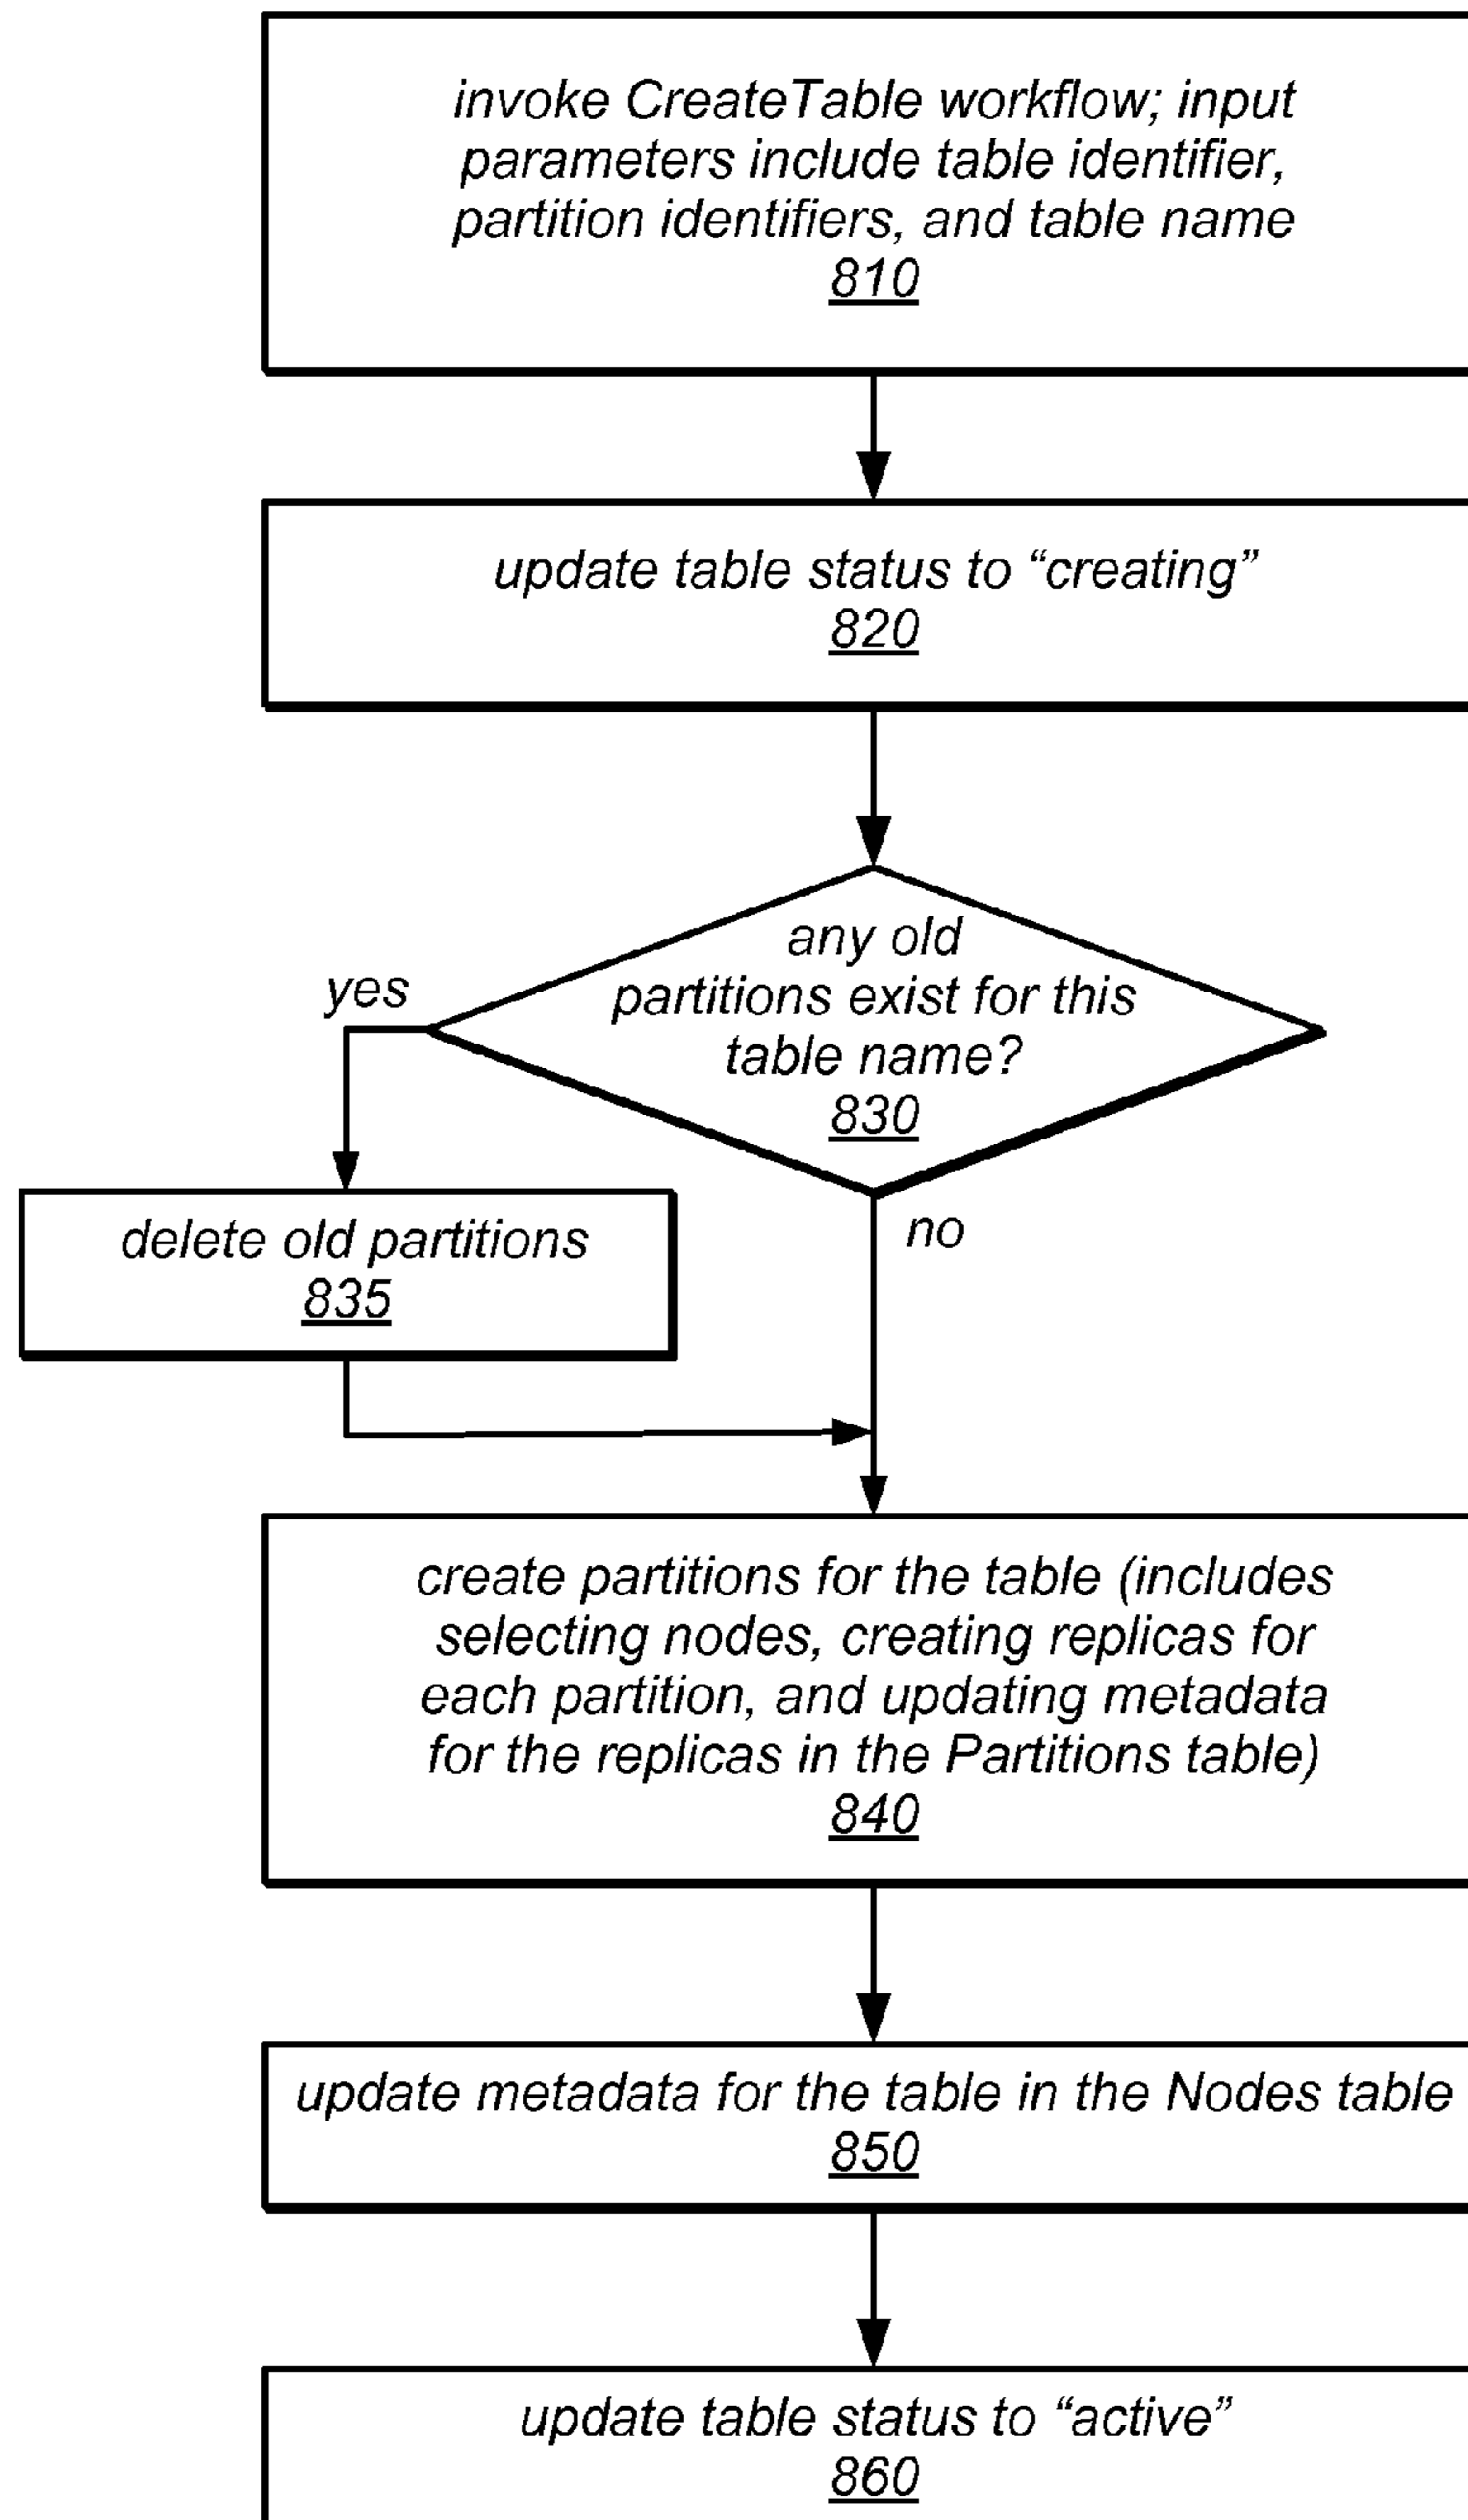 invoke CreateTable workflow; input
parameters include table identifier,
partition identifiers, and table name
810
update table status to “creating”
820
any old
partitions exist for this
table name?
830
yes
no
delete old partitions
835
create partitions for the table (includes
selecting nodes, creating replicas for
each partition, and updating metadata
for the replicas in the Partitions table)
840
update metadata for the table in the Nodes table
850
update table status to “active”
860